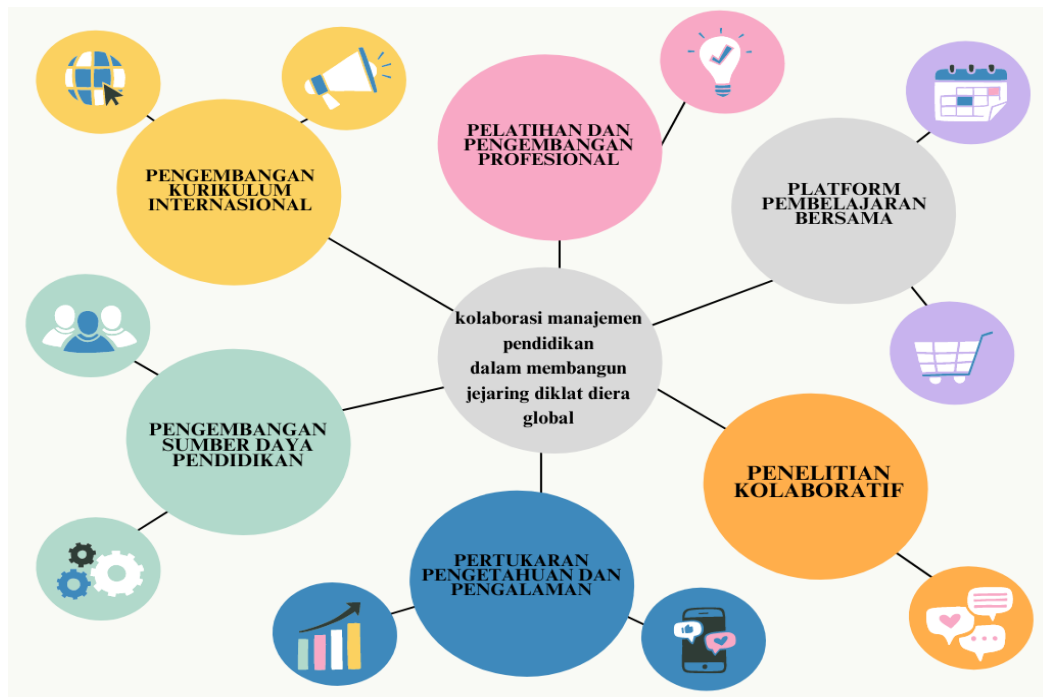 PENGEMBANGAN
KURIKULUM
INTERNASIONAL
PELATIHAN DAN
PENGEMBANGAN
PROFESIONAL
PLATFORM
PEMBELAJARAN
BERSAMA
kolaborasi manajemen
pendidikan
dalam membangun
jejaring diklat diera
global
PENGEMBANGAN
SUMBER DAYA
PENDIDIKAN
PENELITIAN
KOLABORATIF
PERTUKARAN
PENGETAHUAN DAN
PENGALAMAN